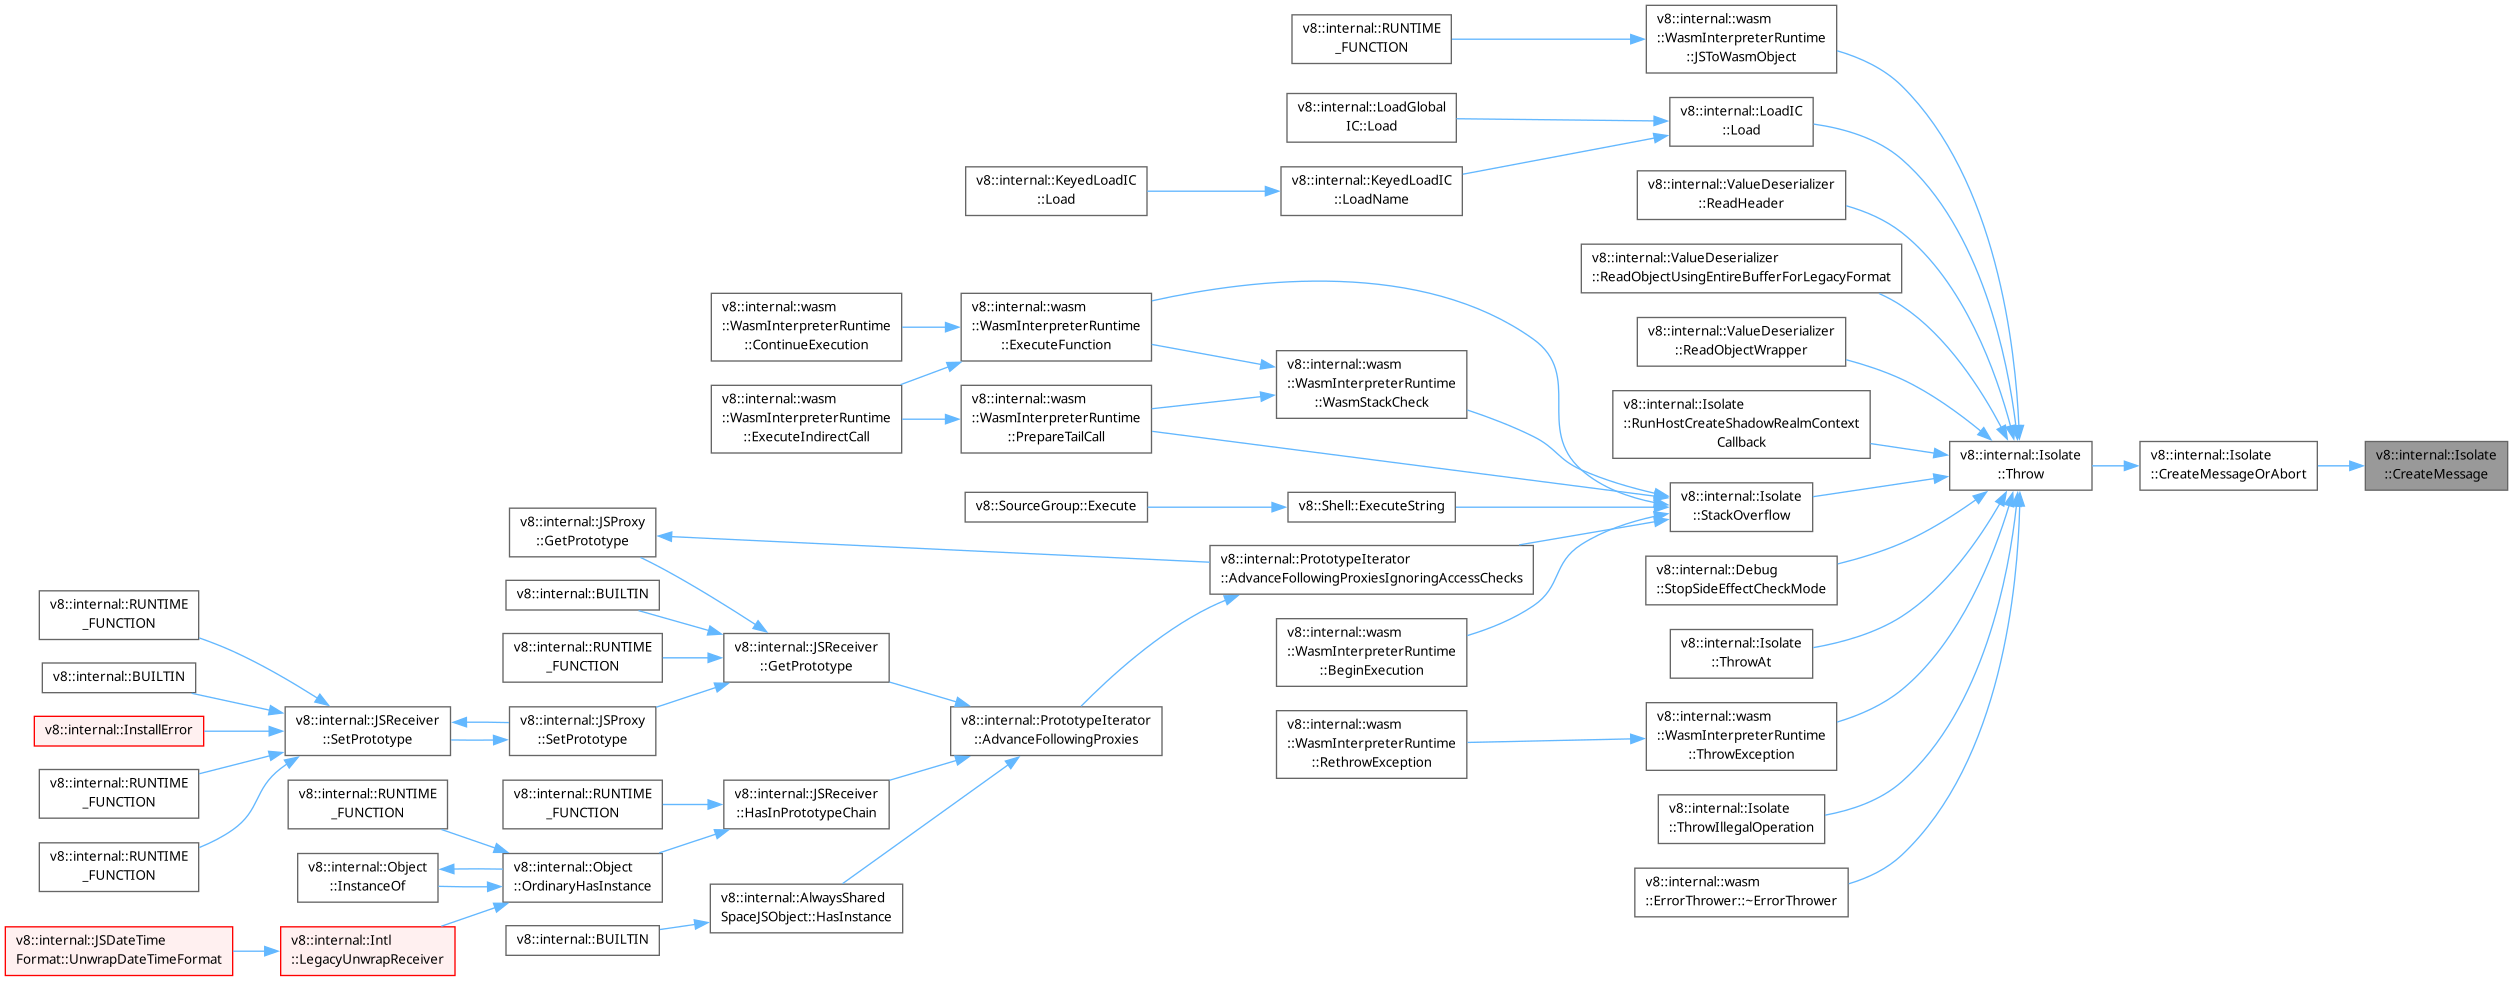 v8::internal::RUNTIME
_FUNCTION
v8::internal::wasm
::WasmInterpreterRuntime
::JSToWasmObject
v8::internal::LoadGlobal
IC::Load
v8::internal::LoadIC
::Load
v8::internal::KeyedLoadIC
::Load
v8::internal::KeyedLoadIC
::LoadName
v8::internal::ValueDeserializer
::ReadHeader
v8::internal::ValueDeserializer
::ReadObjectUsingEntireBufferForLegacyFormat
v8::internal::wasm
::WasmInterpreterRuntime
::ContinueExecution
v8::internal::wasm
::WasmInterpreterRuntime
::ExecuteFunction
v8::internal::ValueDeserializer
::ReadObjectWrapper
v8::internal::wasm
::WasmInterpreterRuntime
::WasmStackCheck
v8::internal::wasm
::WasmInterpreterRuntime
::ExecuteIndirectCall
v8::internal::wasm
::WasmInterpreterRuntime
::PrepareTailCall
v8::internal::Isolate
::RunHostCreateShadowRealmContext
Callback
v8::internal::Isolate
::Throw
v8::internal::Isolate
::CreateMessageOrAbort
v8::internal::Isolate
::CreateMessage
v8::SourceGroup::Execute
v8::Shell::ExecuteString
v8::internal::Isolate
::StackOverflow
v8::internal::JSProxy
::GetPrototype
v8::internal::PrototypeIterator
::AdvanceFollowingProxiesIgnoringAccessChecks
v8::internal::Debug
::StopSideEffectCheckMode
v8::internal::RUNTIME
_FUNCTION
v8::internal::BUILTIN
v8::internal::RUNTIME
_FUNCTION
v8::internal::JSReceiver
::GetPrototype
v8::internal::wasm
::WasmInterpreterRuntime
::BeginExecution
v8::internal::Isolate
::ThrowAt
v8::internal::BUILTIN
v8::internal::InstallError
v8::internal::JSReceiver
::SetPrototype
v8::internal::JSProxy
::SetPrototype
v8::internal::PrototypeIterator
::AdvanceFollowingProxies
v8::internal::wasm
::WasmInterpreterRuntime
::RethrowException
v8::internal::wasm
::WasmInterpreterRuntime
::ThrowException
v8::internal::RUNTIME
_FUNCTION
v8::internal::RUNTIME
_FUNCTION
v8::internal::RUNTIME
_FUNCTION
v8::internal::JSReceiver
::HasInPrototypeChain
v8::internal::Isolate
::ThrowIllegalOperation
v8::internal::RUNTIME
_FUNCTION
v8::internal::Object
::InstanceOf
v8::internal::Object
::OrdinaryHasInstance
v8::internal::AlwaysShared
SpaceJSObject::HasInstance
v8::internal::wasm
::ErrorThrower::~ErrorThrower
v8::internal::JSDateTime
Format::UnwrapDateTimeFormat
v8::internal::Intl
::LegacyUnwrapReceiver
v8::internal::BUILTIN